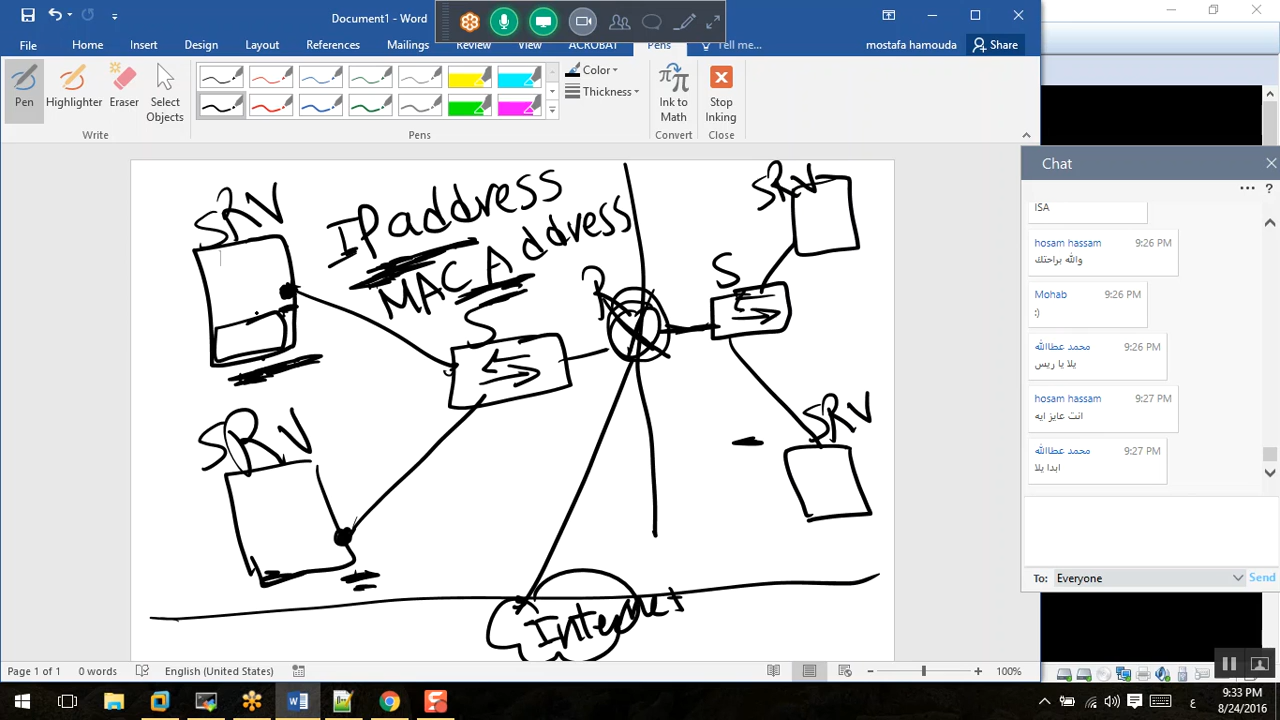 Document1 - Word
File
Home
Insert
Design
Layout
References
Mailings
Review
View
ACROBAT
Pens
Tell me...
mostafa hamouda
Share
Pen
Highlighter
Eraser
Select Objects
Color
Thickness
Ink to Math
Stop Inking
Write
Pens
Convert
Close
SRV
IP address
MAC Address
SRV
S
R
S
SRV
SRV
Internet
Chat
ISA
hosam hassam 9:26 PM
والله براحتك
Mohab 9:26 PM
:)
محمد عطاالله 9:26 PM
يلا يا ريس
hosam hassam 9:27 PM
انت عايز ايه
محمد عطاالله 9:27 PM
ابدا يلا
To: Everyone
Send
Page 1 of 1
0 words
English (United States)
100%
ع
9:33 PM
8/24/2016